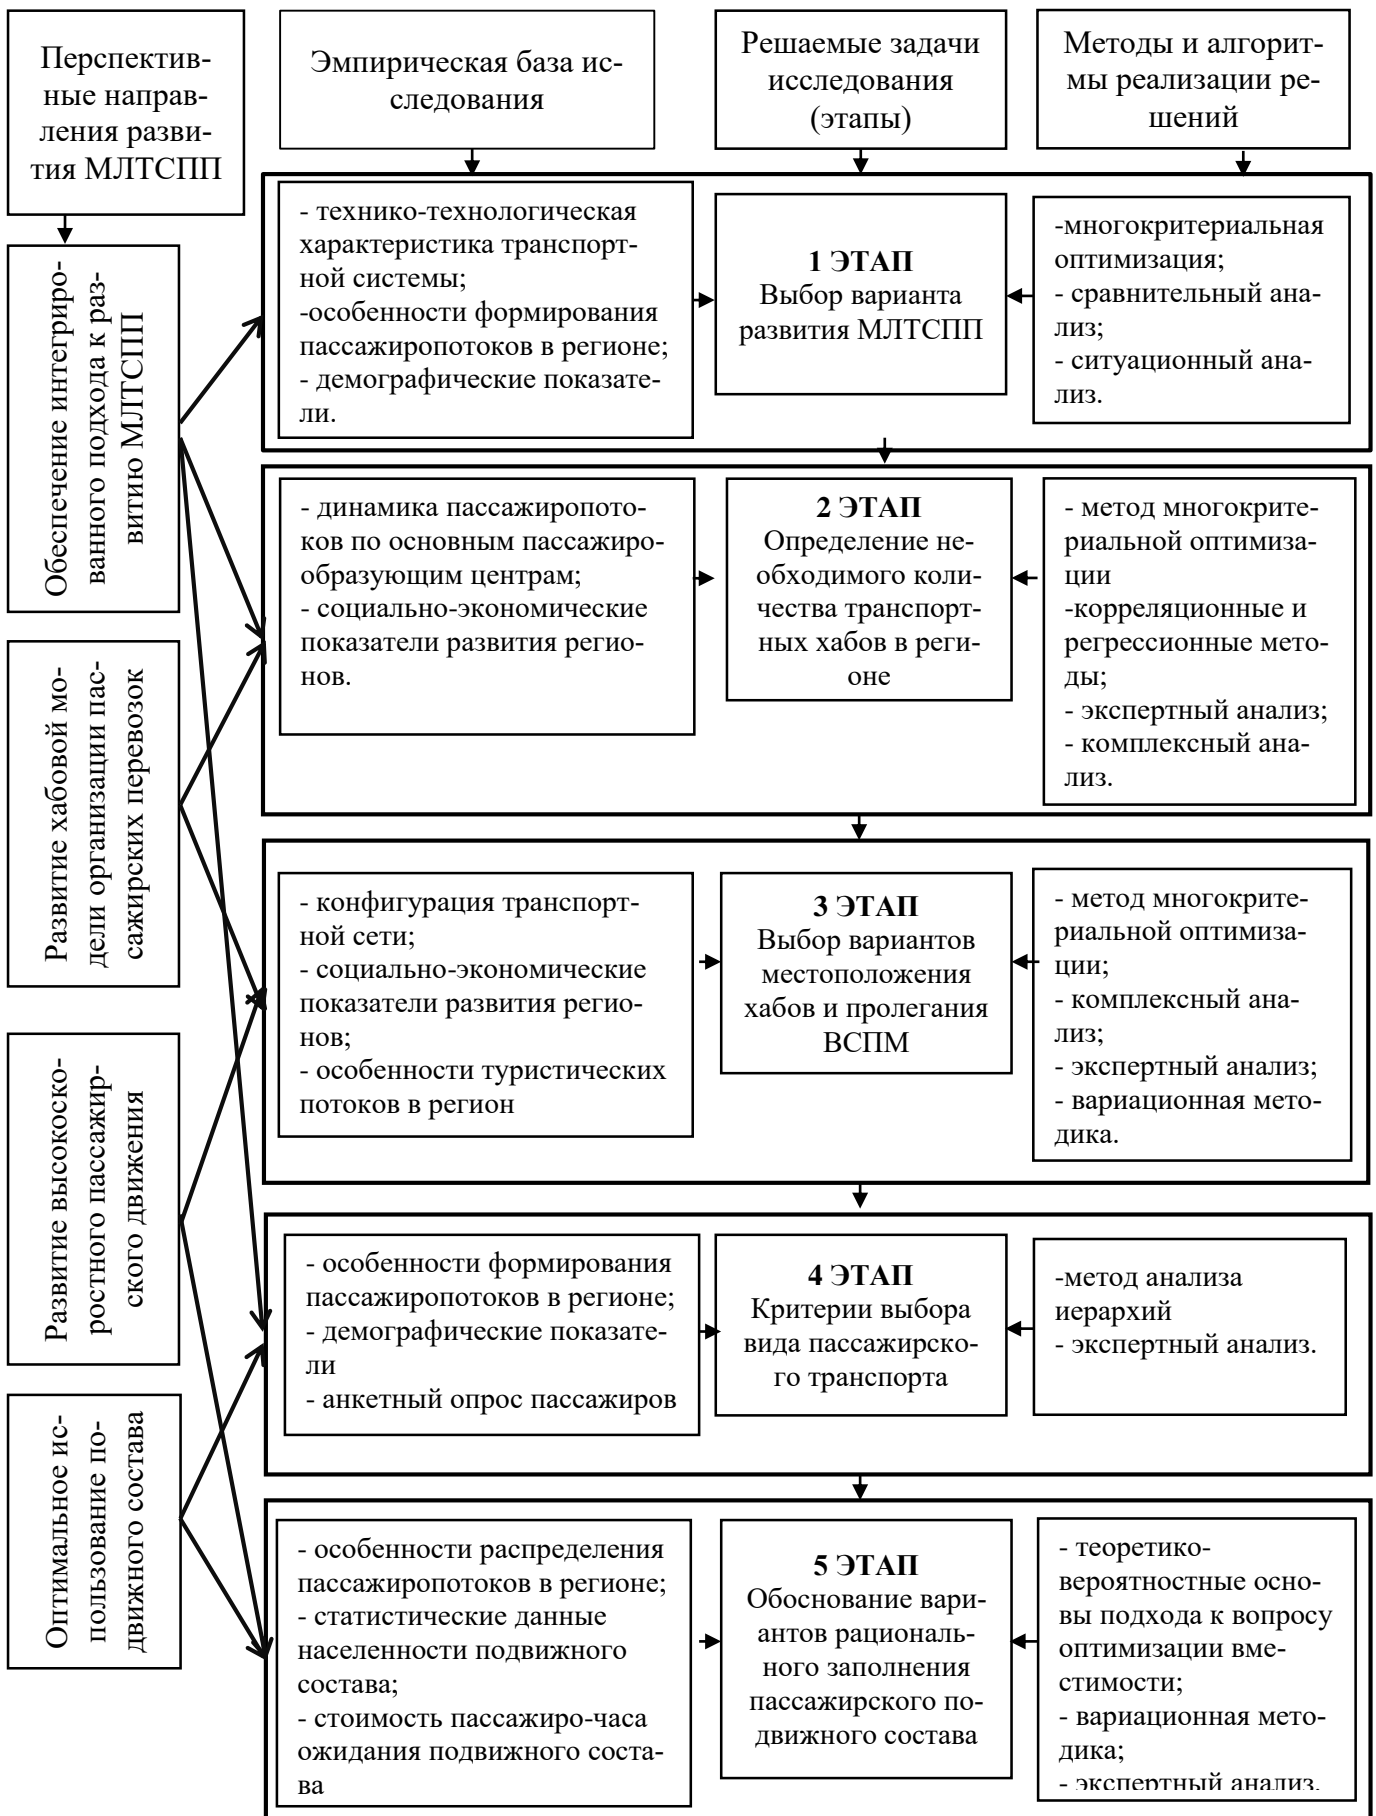 Перспектив-
ные направ-
ления разви-
тия МЛТСПП
Эмпирическая база ис-
следования
Решаемые задачи
исследования
(этапы)
Методы и алгорит-
мы реализации ре-
шений
Обеспечение интегриро-
ванного подхода к раз-
витию МЛТСПП
Развитие хабовой мо-
дели организации пас-
сажирских перевозок
Развитие высокоско-
ростного пассажир-
ского движения
Оптимальное ис-
пользование по-
движного состава
- технико-технологическая
характеристика транспорт-
ной системы;
-особенности формирования
пассажиропотоков в регионе;
- демографические показате-
ли.
1 ЭТАП
Выбор варианта
развития МЛТСПП
-многокритериальная
оптимизация;
- сравнительный ана-
лиз;
- ситуационный ана-
лиз.
- динамика пассажиропото-
ков по основным пассажиро-
образующим центрам;
- социально-экономические
показатели развития регио-
нов.
2 ЭТАП
Определение не-
обходимого коли-
чества транспорт-
ных хабов в реги-
оне
- метод многокрите-
риальной оптимиза-
ции
-корреляционные и
регрессионные мето-
ды;
- экспертный анализ;
- комплексный ана-
лиз.
- конфигурация транспорт-
ной сети;
- социально-экономические
показатели развития регио-
нов;
- особенности туристических
потоков в регион
3 ЭТАП
Выбор вариантов
местоположения
хабов и пролегания
ВСПМ
- метод многокрите-
риальной оптимиза-
ции;
- комплексный ана-
лиз;
- экспертный анализ;
- вариационная мето-
дика.
- особенности формирования
пассажиропотоков в регионе;
- демографические показате-
ли
- анкетный опрос пассажиров
4 ЭТАП
Критерии выбора
вида пассажирско-
го транспорта
-метод анализа
иерархий
- экспертный анализ.
- особенности распределения
пассажиропотоков в регионе;
- статистические данные
населенности подвижного
состава;
- стоимость пассажиро-часа
ожидания подвижного соста-
ва
5 ЭТАП
Обоснование вари-
антов рациональ-
ного заполнения
пассажирского по-
движного состава
- теоретико-
вероятностные осно-
вы подхода к вопросу
оптимизации вме-
стимости;
- вариационная мето-
дика;
- экспертный анализ.